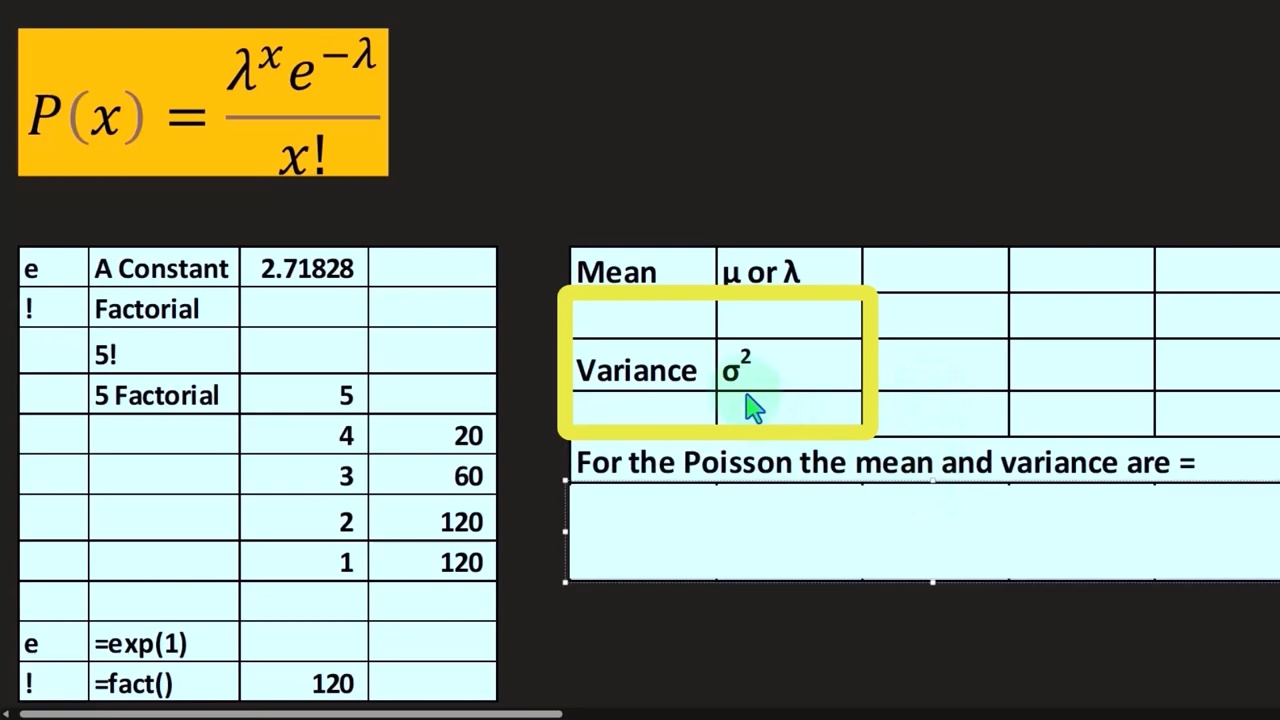 P(x) = λ^x e^−λ / x!
e A Constant 2.71828
! Factorial
5!
5 Factorial 5
4 20
3 60
2 120
1 120
e =exp(1)
! =fact() 120
Mean μ or λ
Variance σ²
For the Poisson the mean and variance are =